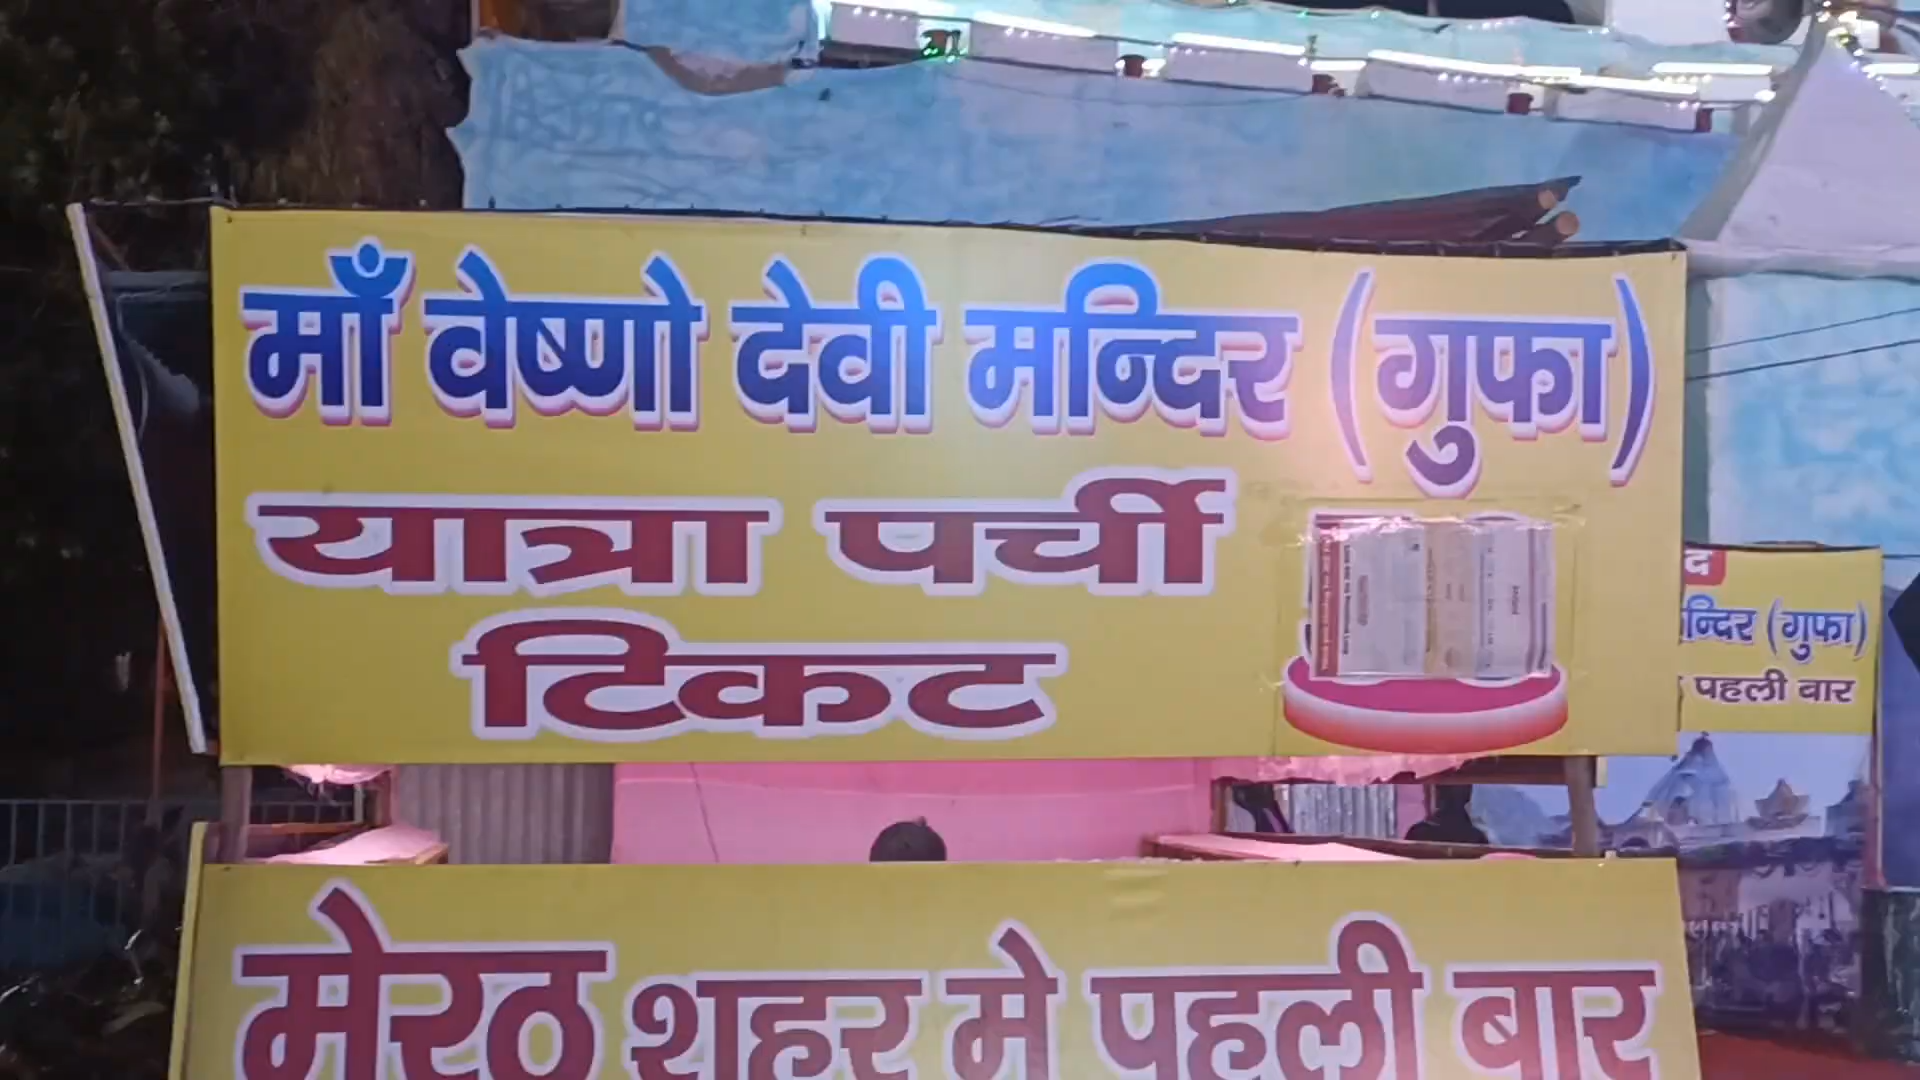 माँ वेष्णो देवी मन्दिर (गुफा)
यात्रा पर्ची
टिकट
मेरठ शहर मे पहली बार
न्दिर (गुफा)
पहली बार